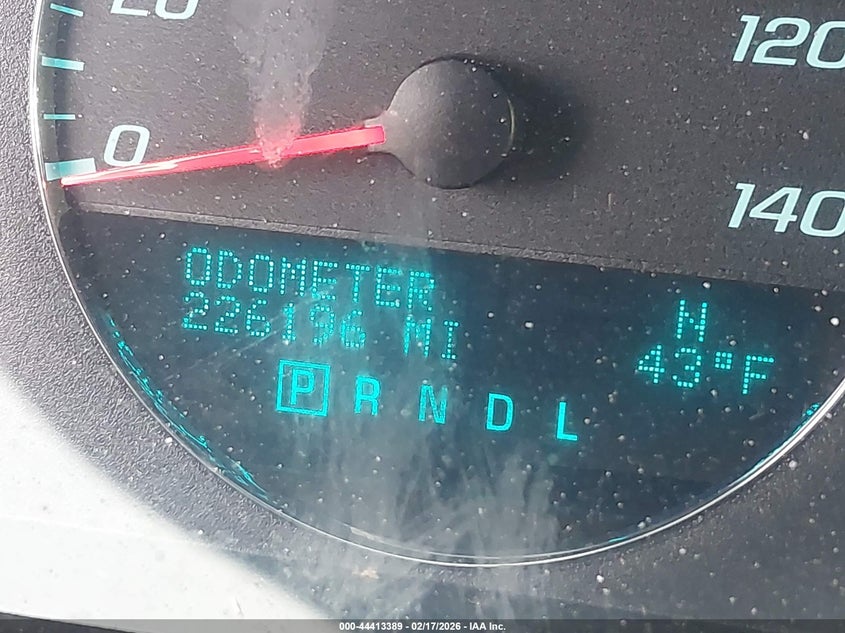 20
120
0
140
ODOMETER
N
226196 MI
43°F
P R N D L
000-44413389 - 02/17/2026 - IAA Inc.